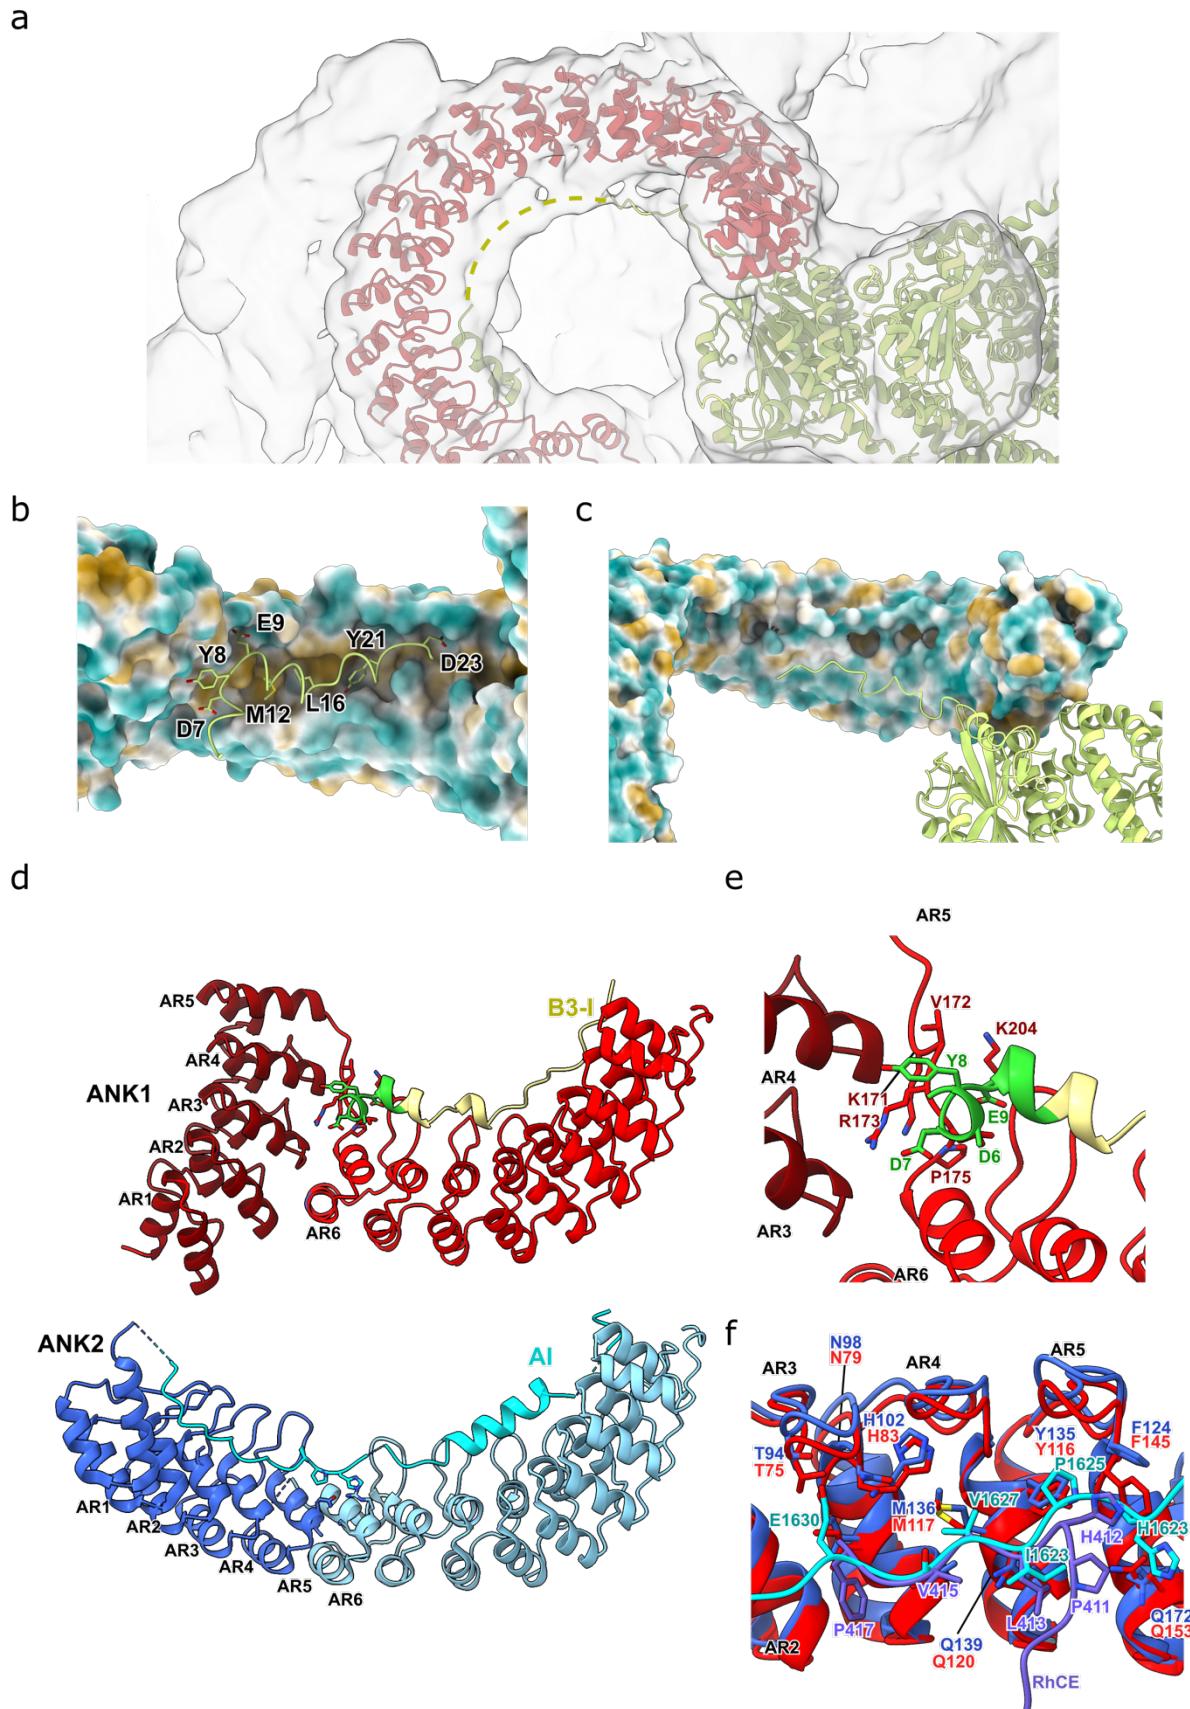 a
b
c
E9
Y8
Y21
D23
L16
M12
D7
d
e
AR5
AR4
ANK1
AR3
AR2
AR1
AR6
B3-I
AR5
V172
K204
Y8
AR4
K171
R173
E9
D7
D6
P175
AR3
AR6
ANK2
AI
AR1
AR2
AR3
AR4
AR5
AR6
f
N98
N79
AR3
AR4
AR5
H102
H83
T94
T75
Y135
Y116
F124
F145
P1625
M136
M117
V1627
E1630
H412
H1623
I1623
V415
P411
L413
P417
Q172
Q153
Q139
Q120
AR2
RhCE